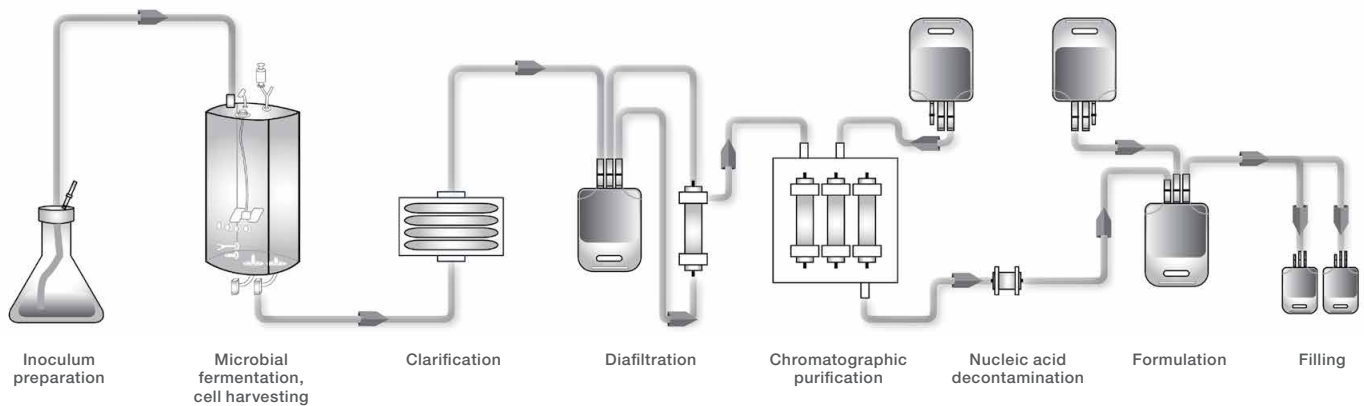 Inoculum
preparation
Microbial
fermentation,
cell harvesting
Clarification
Diafiltration
Chromatographic
purification
Nucleic acid
decontamination
Formulation
Filling